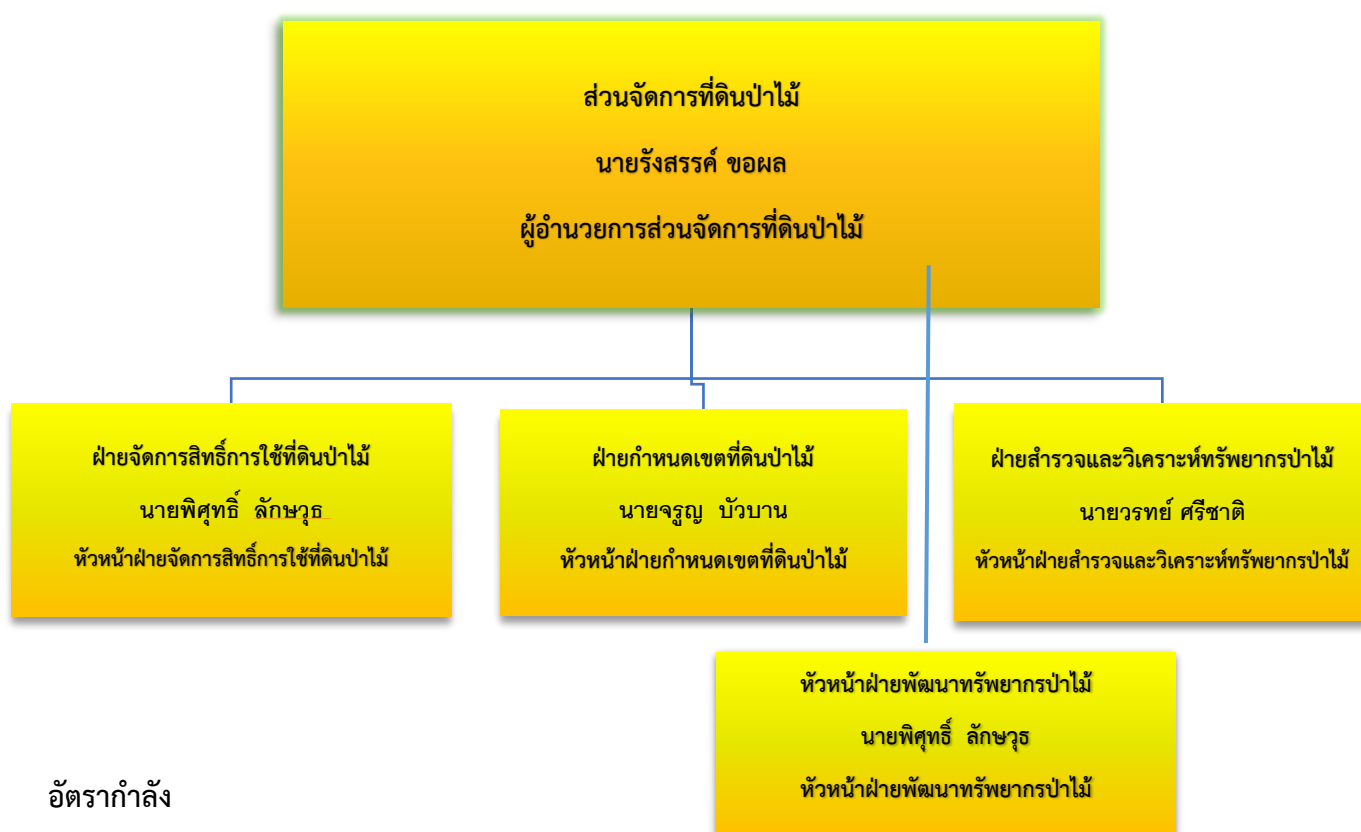 ส่วนจัดการที่ดินป่าไม้
นายรังสรรค์ ขอผล
ผู้อำนวยการส่วนจัดการที่ดินป่าไม้
ฝ่ายจัดการสิทธิ์การใช้ที่ดินป่าไม้
นายพิศุทธิ์ ลักษวุธ
หัวหน้าฝ่ายจัดการสิทธิ์การใช้ที่ดินป่าไม้
ฝ่ายกำหนดเขตที่ดินป่าไม้
นายจรูญ บัวบาน
หัวหน้าฝ่ายกำหนดเขตที่ดินป่าไม้
ฝ่ายสำรวจและวิเคราะห์ทรัพยากรป่าไม้
นายวรทย์ ศรีชาติ
หัวหน้าฝ่ายสำรวจและวิเคราะห์ทรัพยากรป่าไม้
หัวหน้าฝ่ายพัฒนาทรัพยากรป่าไม้
นายพิศุทธิ์ ลักษวุธ
หัวหน้าฝ่ายพัฒนาทรัพยากรป่าไม้
อัตรากำลัง